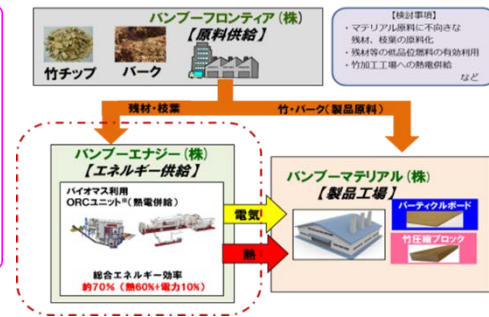 バンブーフロンティア(株)
【原料供給】
竹チップ
バーク
【検討事項】
・マテリアル原料に不向きな
残材、枝葉の原料化
・残材等の低品位燃料の有効利用
・竹加工工場への熱電供給
など
残材・枝葉
竹・バーク(製品原料)
バンブーエナジー(株)
【エネルギー供給】
バイオマス利用
ORCユニット※(熱電併給)
総合エネルギー効率
約70% (熱60%+電力10%)
電気
熱
バンブーマテリアル(株)
【製品工場】
パーティクルボード
竹圧縮ブロック